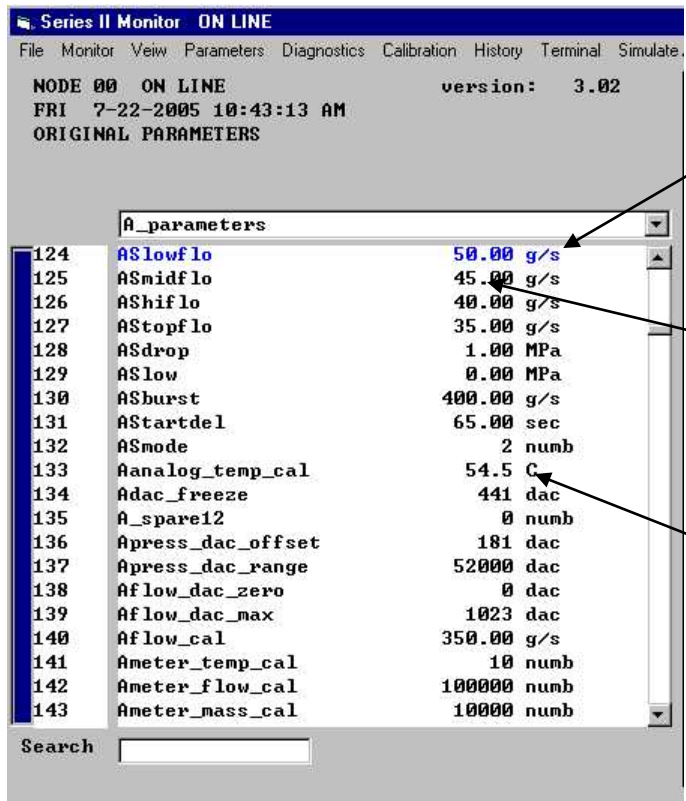 Series II Monitor ON LINE
File Monitor Veiw Parameters Diagnostics Calibration History Terminal Simulate
NODE 00 ON LINE version: 3.02
FRI 7-22-2005 10:43:13 AM
ORIGINAL PARAMETERS
A_parameters
124 ASlowflo 50.00 g/s
125 ASmidflo 45.00 g/s
126 AShiflo 40.00 g/s
127 AStopflo 35.00 g/s
128 ASdrop 1.00 MPa
129 ASlow 0.00 MPa
130 ASburst 400.00 g/s
131 AStartdel 65.00 sec
132 ASmode 2 numb
133 Aanalog_temp_cal 54.5 C
134 Adac_freeze 441 dac
135 A_spare12 0 numb
136 Apress_dac_offset 181 dac
137 Apress_dac_range 52000 dac
138 Aflow_dac_zero 0 dac
139 Aflow_dac_max 1023 dac
140 Aflow_cal 350.00 g/s
141 Ameter_temp_cal 10 numb
142 Ameter_flow_cal 100000 numb
143 Ameter_mass_cal 10000 numb
Search